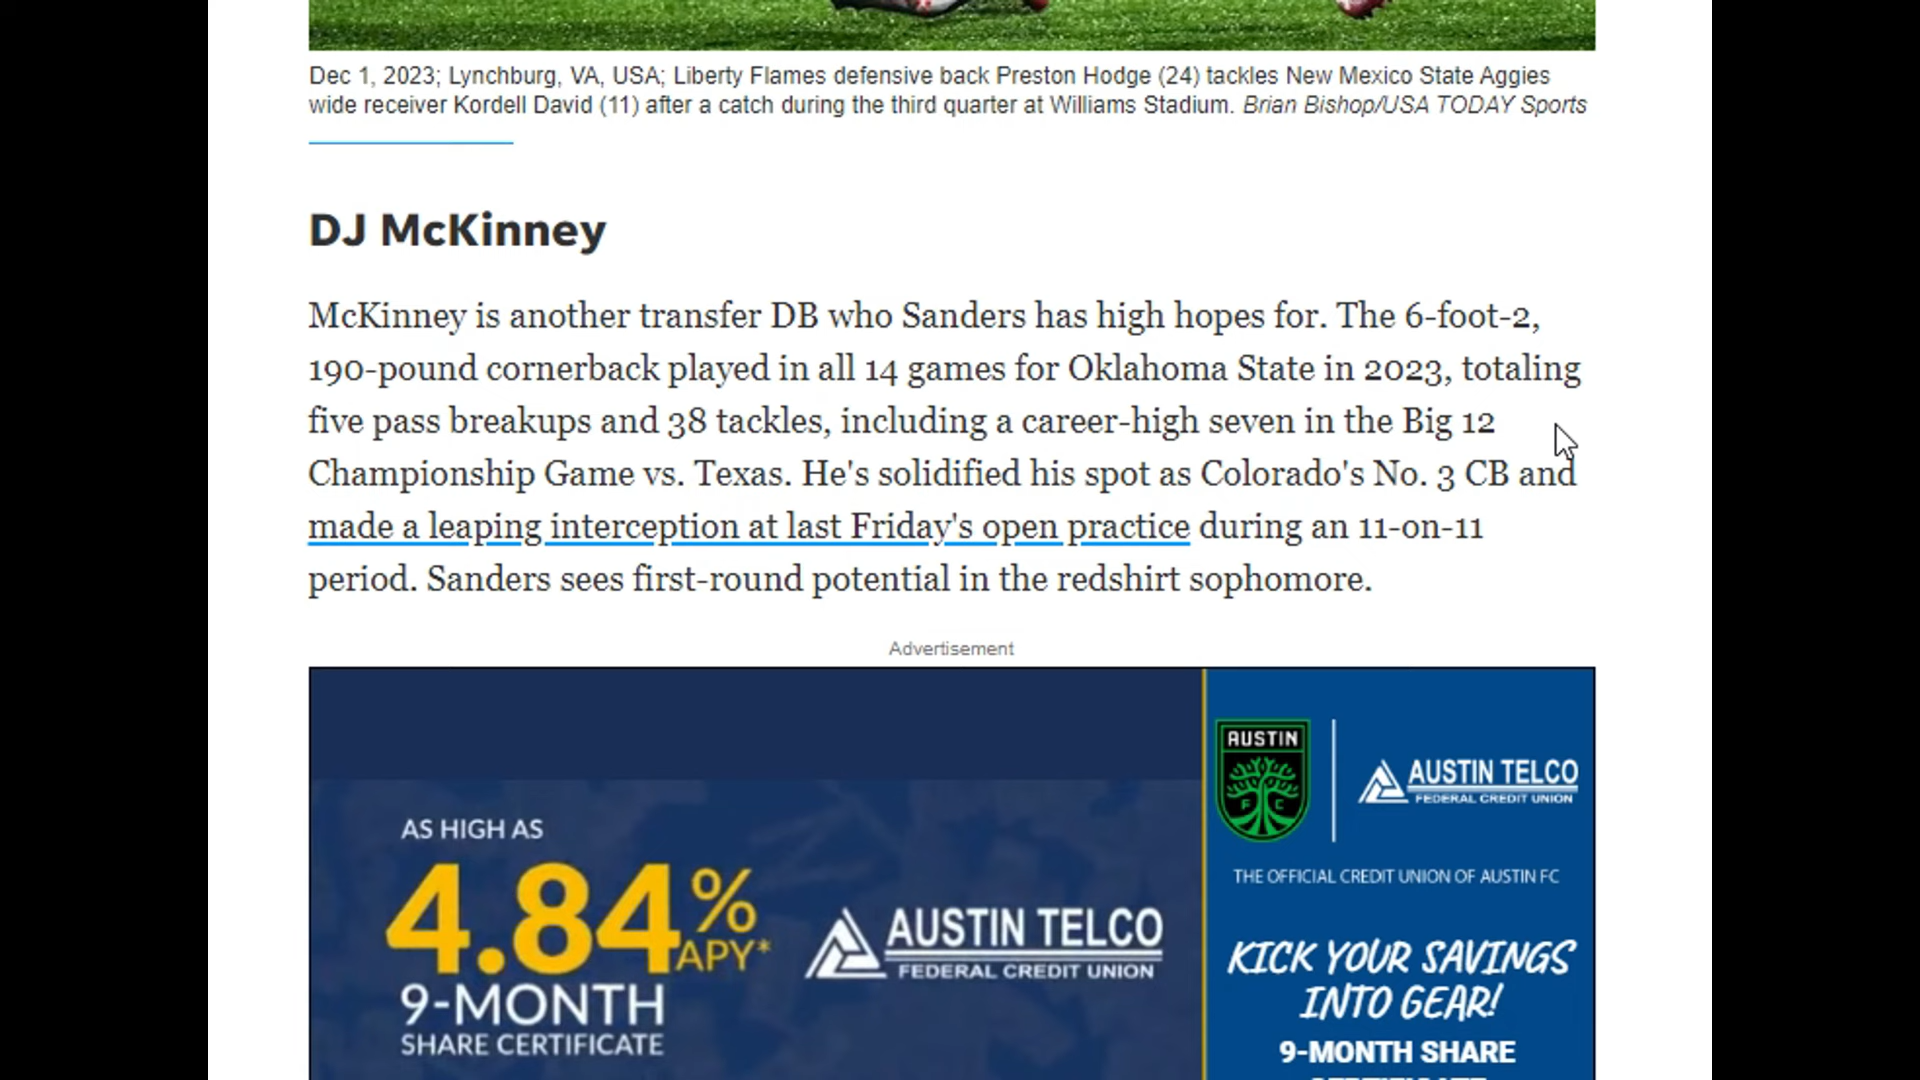 Dec 1, 2023; Lynchburg, VA, USA; Liberty Flames defensive back Preston Hodge (24) tackles New Mexico State Aggies
wide receiver Kordell David (11) after a catch during the third quarter at Williams Stadium. Brian Bishop/USA TODAY Sports
DJ McKinney
McKinney is another transfer DB who Sanders has high hopes for. The 6-foot-2,
190-pound cornerback played in all 14 games for Oklahoma State in 2023, totaling
five pass breakups and 38 tackles, including a career-high seven in the Big 12
Championship Game vs. Texas. He's solidified his spot as Colorado's No. 3 CB and
made a leaping interception at last Friday's open practice during an 11-on-11
period. Sanders sees first-round potential in the redshirt sophomore.
Advertisement
AS HIGH AS
4.84% APY*
9-MONTH
SHARE CERTIFICATE
AUSTIN TELCO
FEDERAL CREDIT UNION
AUSTIN
FC
AUSTIN TELCO
FEDERAL CREDIT UNION
THE OFFICIAL CREDIT UNION OF AUSTIN FC
KICK YOUR SAVINGS
INTO GEAR!
9-MONTH SHARE